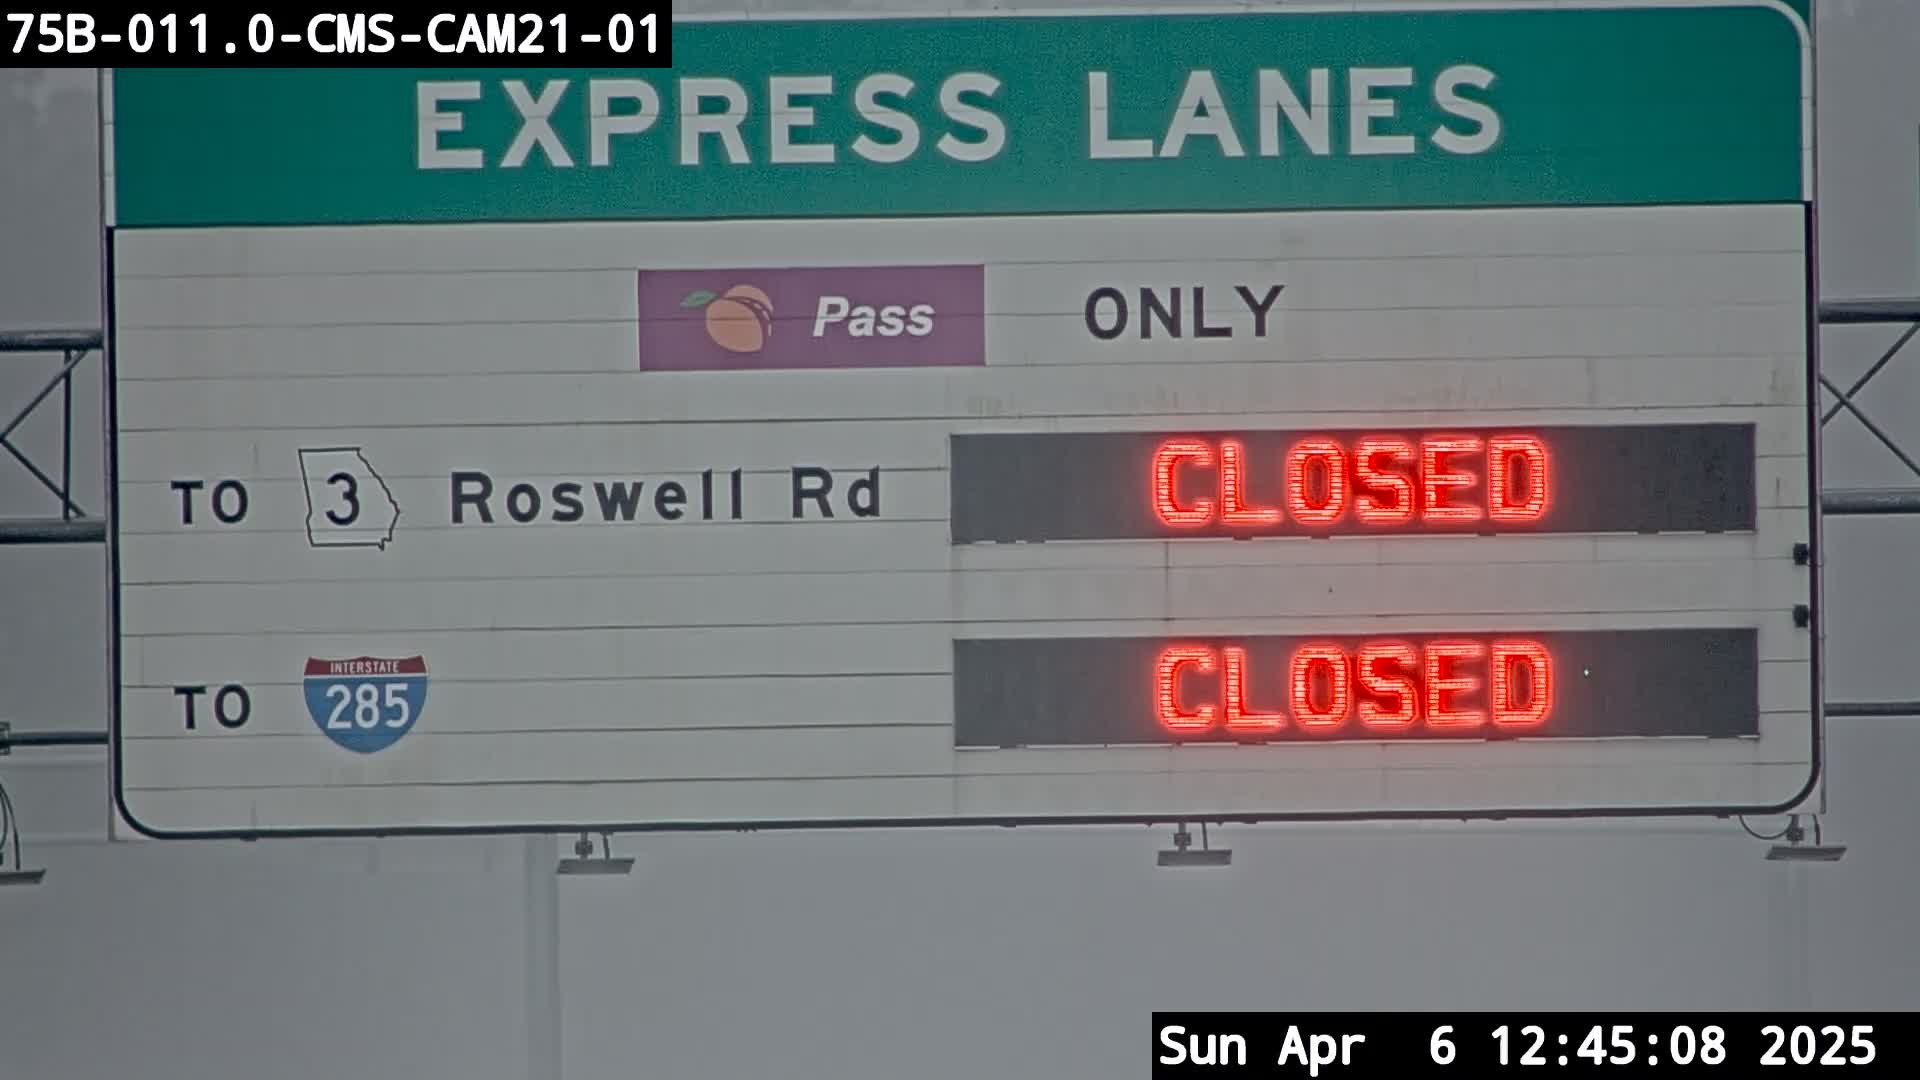 75B-011.0-CMS-CAM21-01
EXPRESS LANES
Pass ONLY
TO 3 Roswell Rd CLOSED
INTERSTATE
TO 285 CLOSED
Sun Apr 6 12:45:08 2025